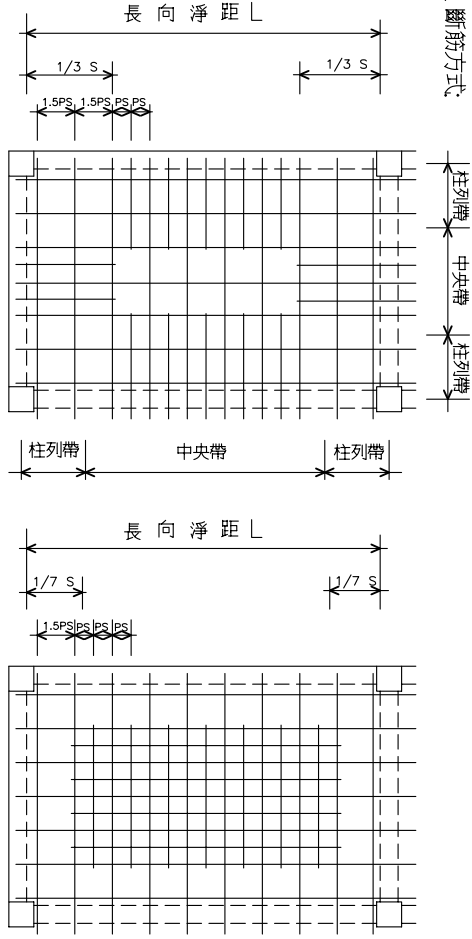 斷筋方式:
長 向 淨 距 L
1/3 S 1/3 S
1.5PS 1.5PS PS PS
柱列帶
中央帶
柱列帶
柱列帶 中央帶 柱列帶
長 向 淨 距 L
1/7 S 1/7 S
1.5PS PS PS PS